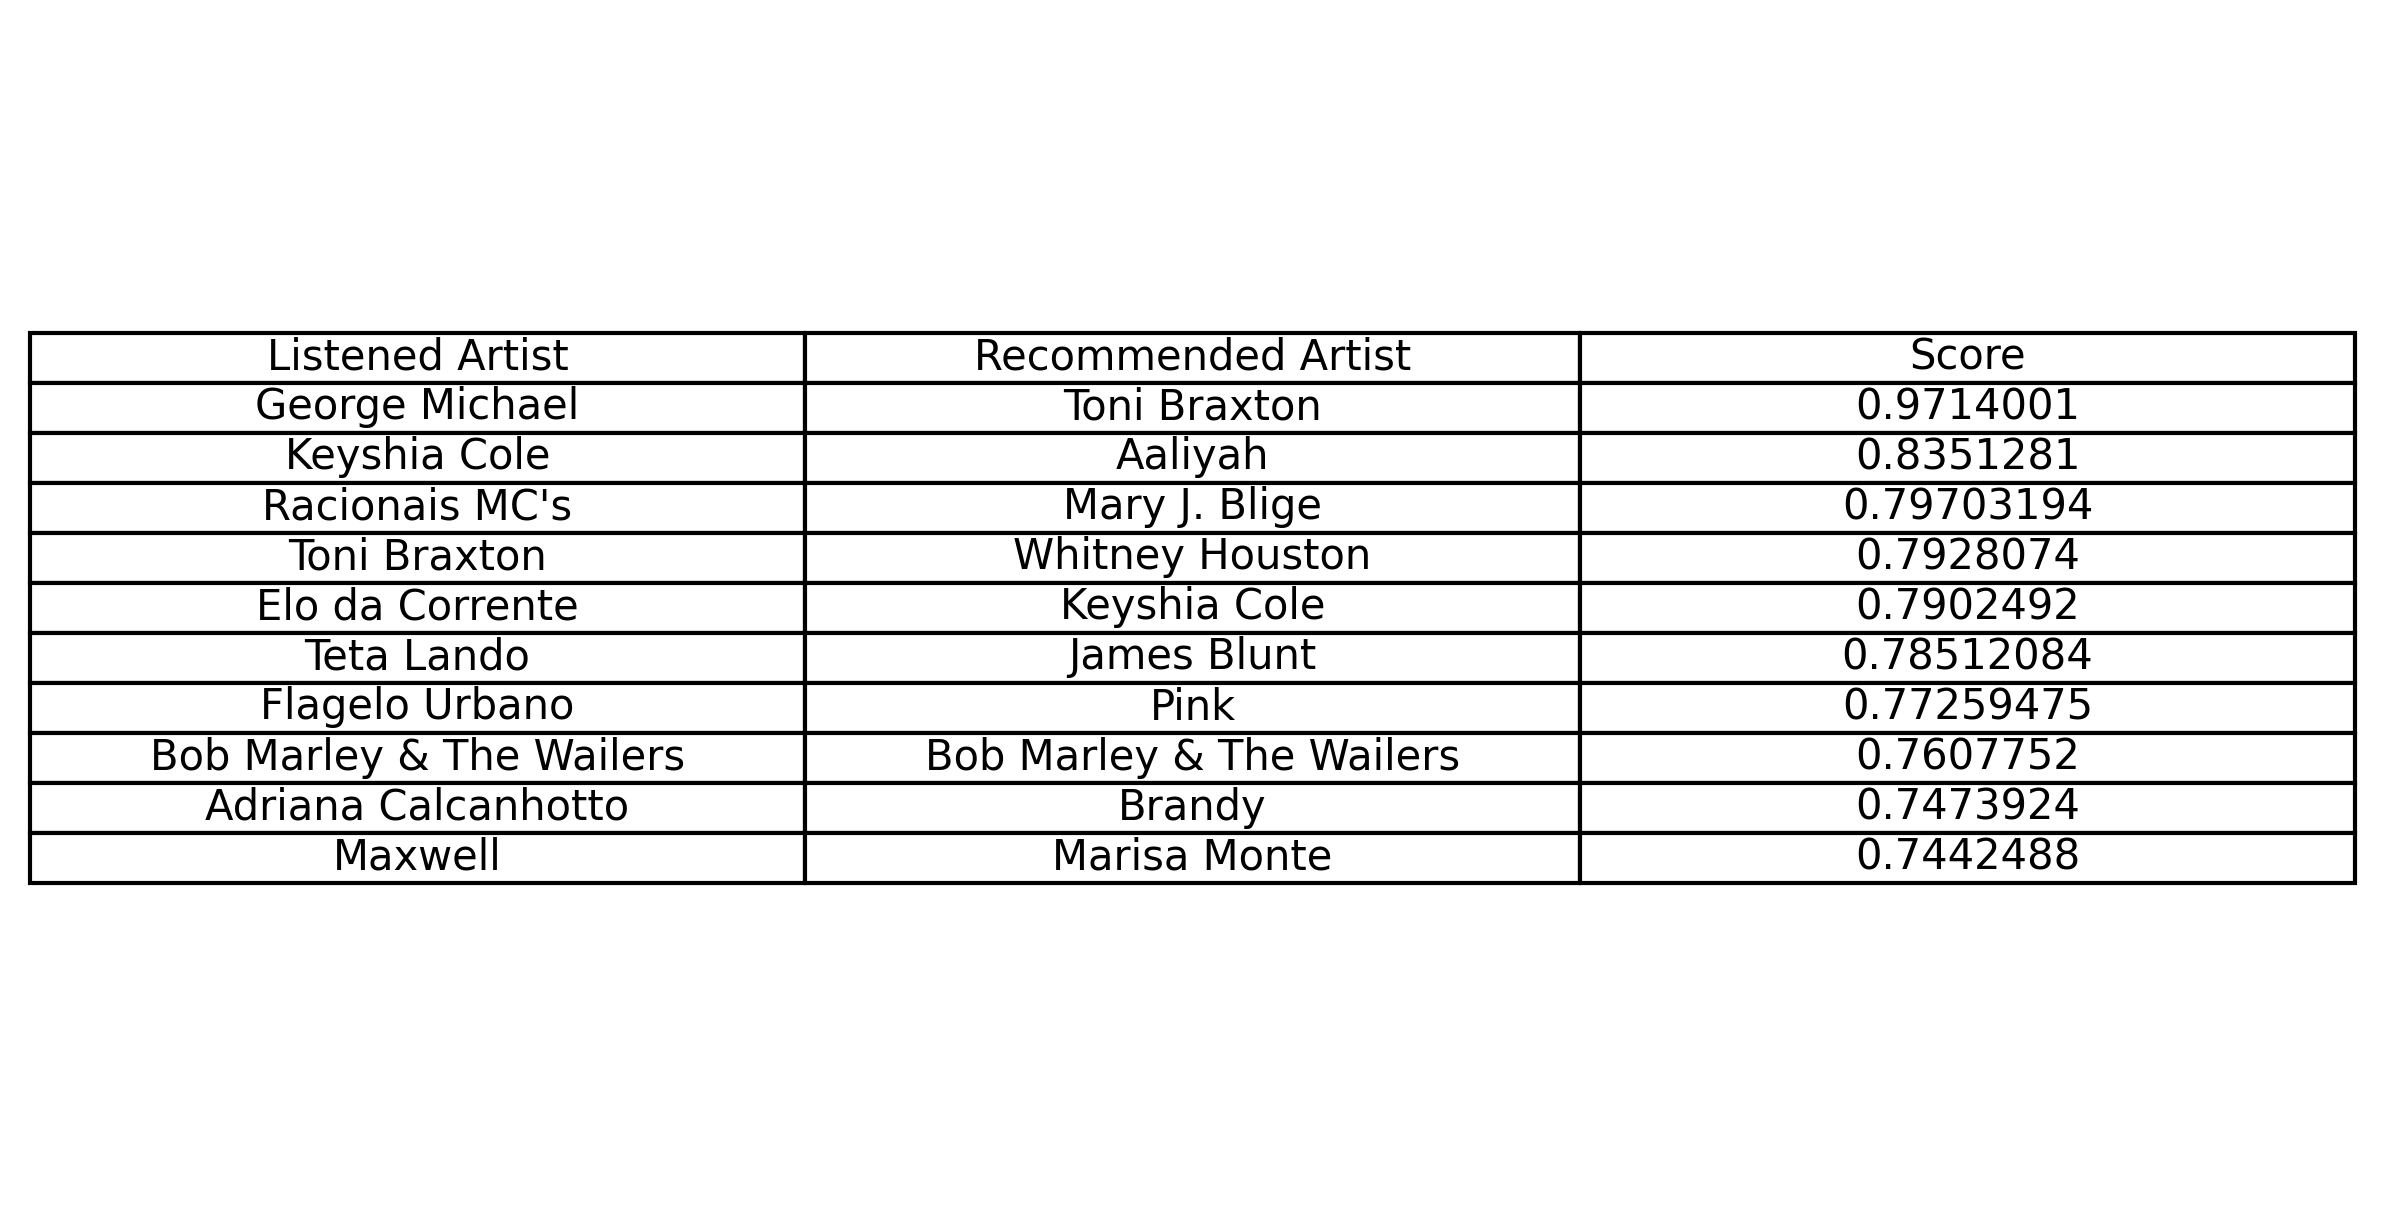 Listened Artist Recommended Artist Score
George Michael Toni Braxton 0.9714001
Keyshia Cole Aaliyah 0.8351281
Racionais MC's Mary J. Blige 0.79703194
Toni Braxton Whitney Houston 0.7928074
Elo da Corrente Keyshia Cole 0.7902492
Teta Lando James Blunt 0.78512084
Flagelo Urbano Pink 0.77259475
Bob Marley & The Wailers Bob Marley & The Wailers 0.7607752
Adriana Calcanhotto Brandy 0.7473924
Maxwell Marisa Monte 0.7442488